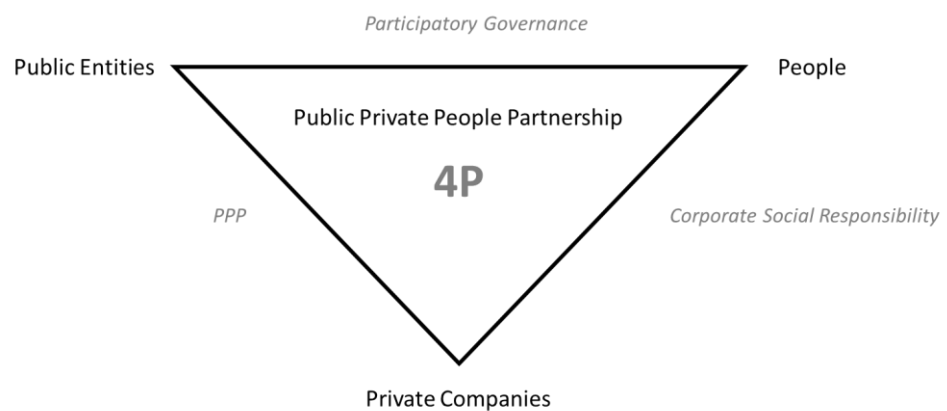 Participatory Governance
Public Entities
People
Public Private People Partnership
4P
PPP
Corporate Social Responsibility
Private Companies